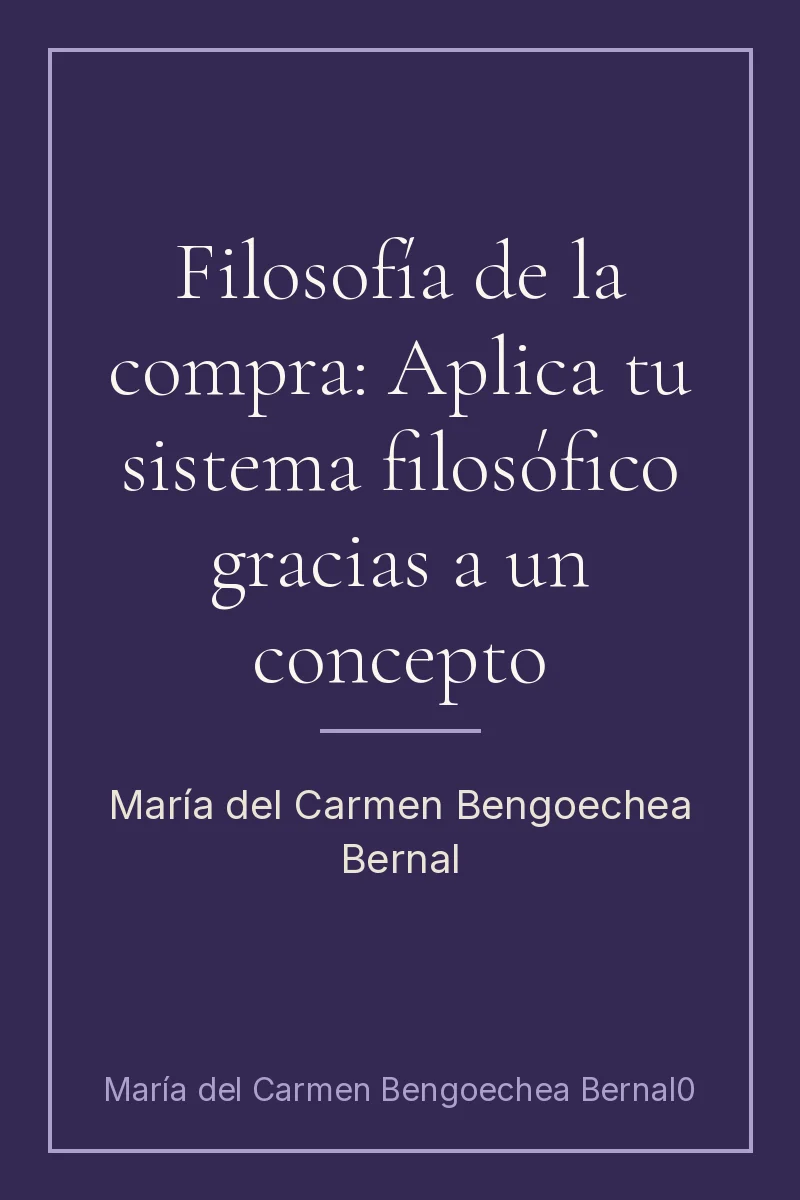 Filosofía de la
compra: Aplica tu
sistema filosófico
gracias a un
concepto
María del Carmen Bengoechea
Bernal
María del Carmen Bengoechea Bernal0